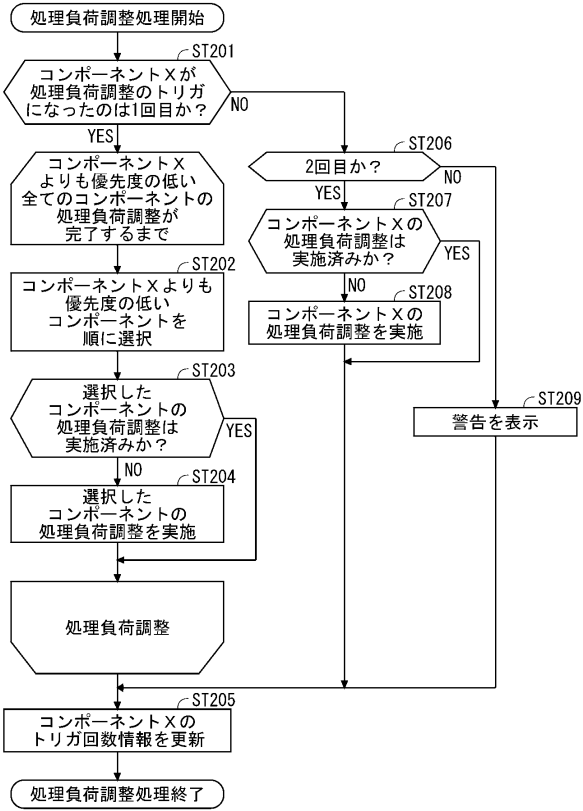 処理負荷調整処理開始
ST201
コンポーネントXが
処理負荷調整のトリガ
になったのは1回目か？
NO
YES
コンポーネントX
よりも優先度の低い
全てのコンポーネントの
処理負荷調整が
完了するまで
ST202
コンポーネントXよりも
優先度の低い
コンポーネントを
順に選択
ST203
選択した
コンポーネントの
処理負荷調整は
実施済みか？
YES
NO
ST204
選択した
コンポーネントの
処理負荷調整を実施
処理負荷調整
ST205
コンポーネントXの
トリガ回数情報を更新
処理負荷調整処理終了
ST206
2回目か？
NO
YES
ST207
コンポーネントXの
処理負荷調整は
実施済みか？
YES
NO
ST208
コンポーネントXの
処理負荷調整を実施
ST209
警告を表示